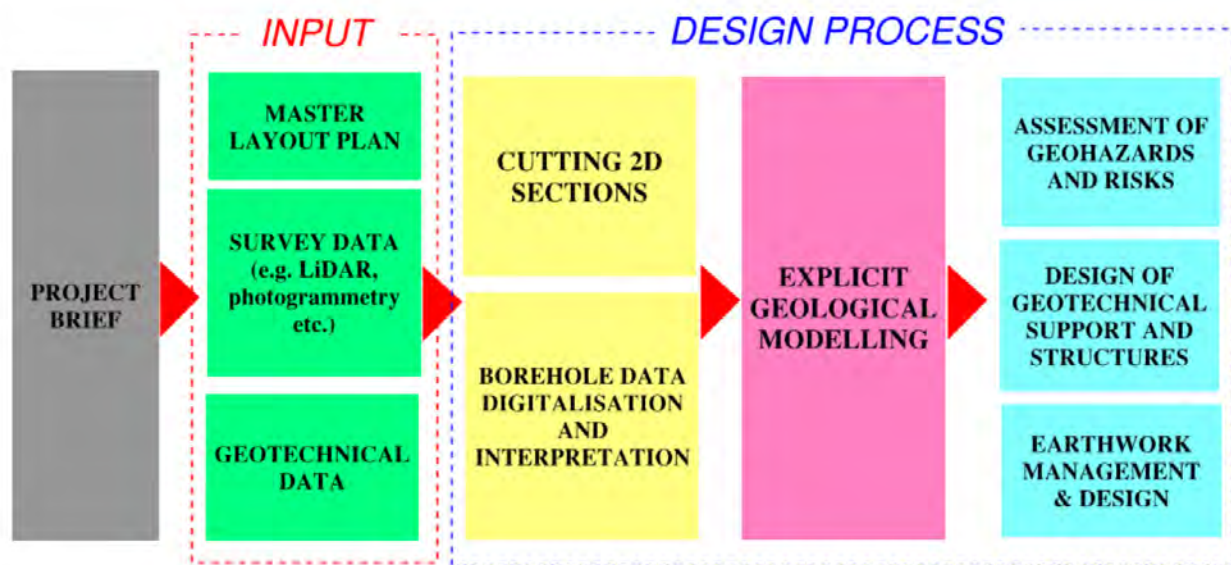 INPUT
DESIGN PROCESS
PROJECT
BRIEF
MASTER
LAYOUT PLAN
SURVEY DATA
(e.g. LiDAR,
photogrammetry
etc.)
GEOTECHNICAL
DATA
CUTTING 2D
SECTIONS
BOREHOLE DATA
DIGITALISATION
AND
INTERPRETATION
EXPLICIT
GEOLOGICAL
MODELLING
ASSESSMENT OF
GEOHAZARDS
AND RISKS
DESIGN OF
GEOTECHNICAL
SUPPORT AND
STRUCTURES
EARTHWORK
MANAGEMENT
& DESIGN